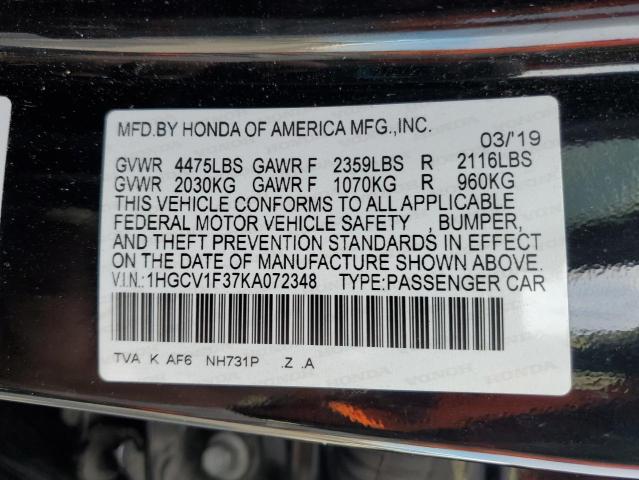 MFD.BY HONDA OF AMERICA MFG.,INC.
03/'19
GVWR 4475LBS GAWR F 2359LBS R 2116LBS
GVWR 2030KG GAWR F 1070KG R 960KG
THIS VEHICLE CONFORMS TO ALL APPLICABLE
FEDERAL MOTOR VEHICLE SAFETY , BUMPER,
AND THEFT PREVENTION STANDARDS IN EFFECT
ON THE DATE OF MANUFACTURE SHOWN ABOVE.
V.I.N.:1HGCV1F37KA072348 TYPE:PASSENGER CAR
TVA K AF6 NH731P .Z .A